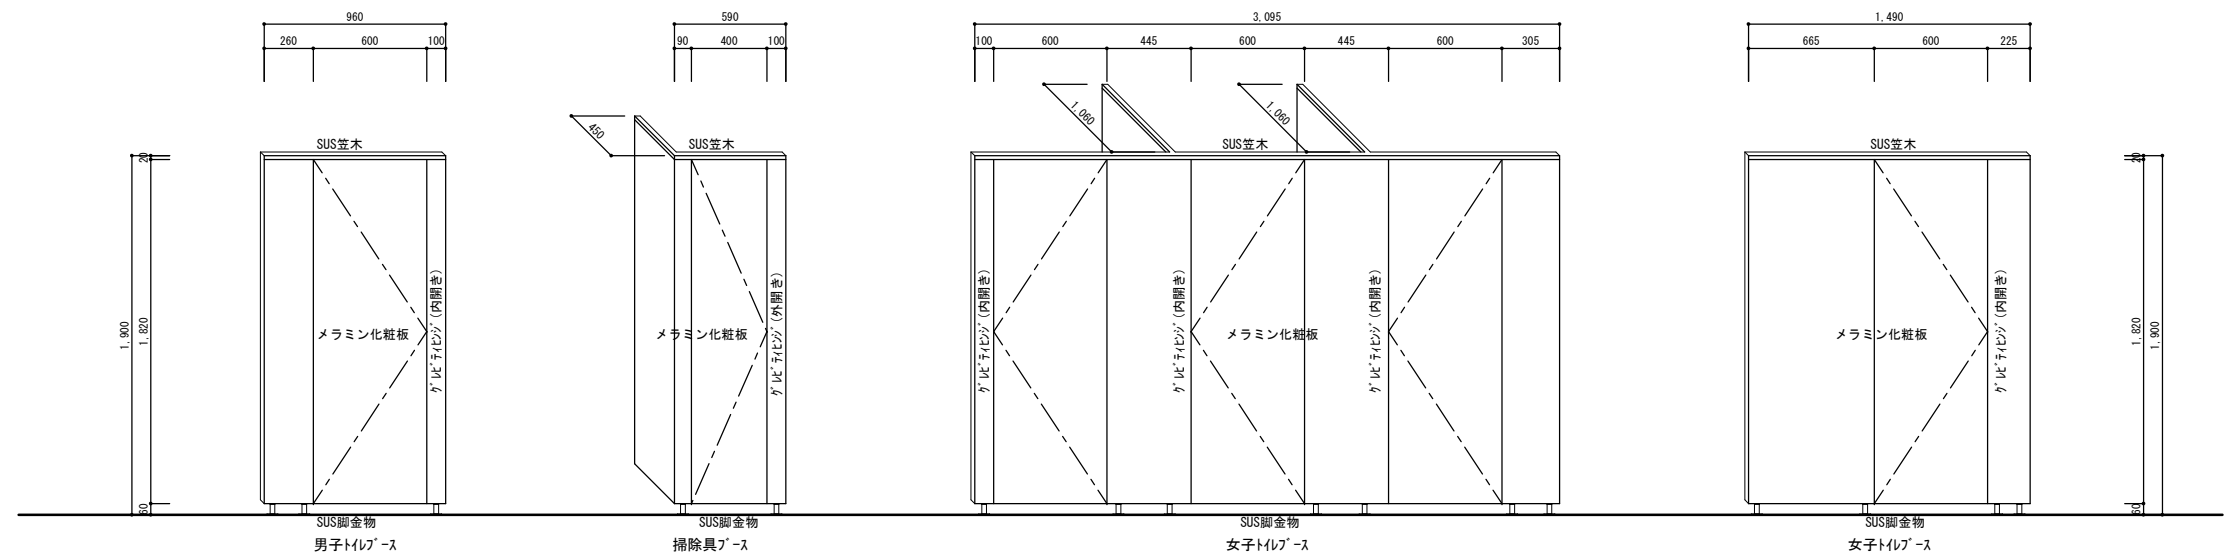 960
590
3,095
1,490
260 600 100
90 400 100
100 600 445 600 445 600 305
665 600 225
450
1,060
1,060
SUS笠木
SUS笠木
SUS笠木
SUS笠木
20
1,820
1,900
60
20
1,820
1,900
60
メラミン化粧板
グレビティヒンジ(内開き)
メラミン化粧板
グレビティヒンジ(外開き)
グレビティヒンジ(内開き)
グレビティヒンジ(内開き)
メラミン化粧板
グレビティヒンジ(内開き)
メラミン化粧板
グレビティヒンジ(内開き)
SUS脚金物
SUS脚金物
SUS脚金物
SUS脚金物
男子トイレブース
掃除具ブース
女子トイレブース
女子トイレブース